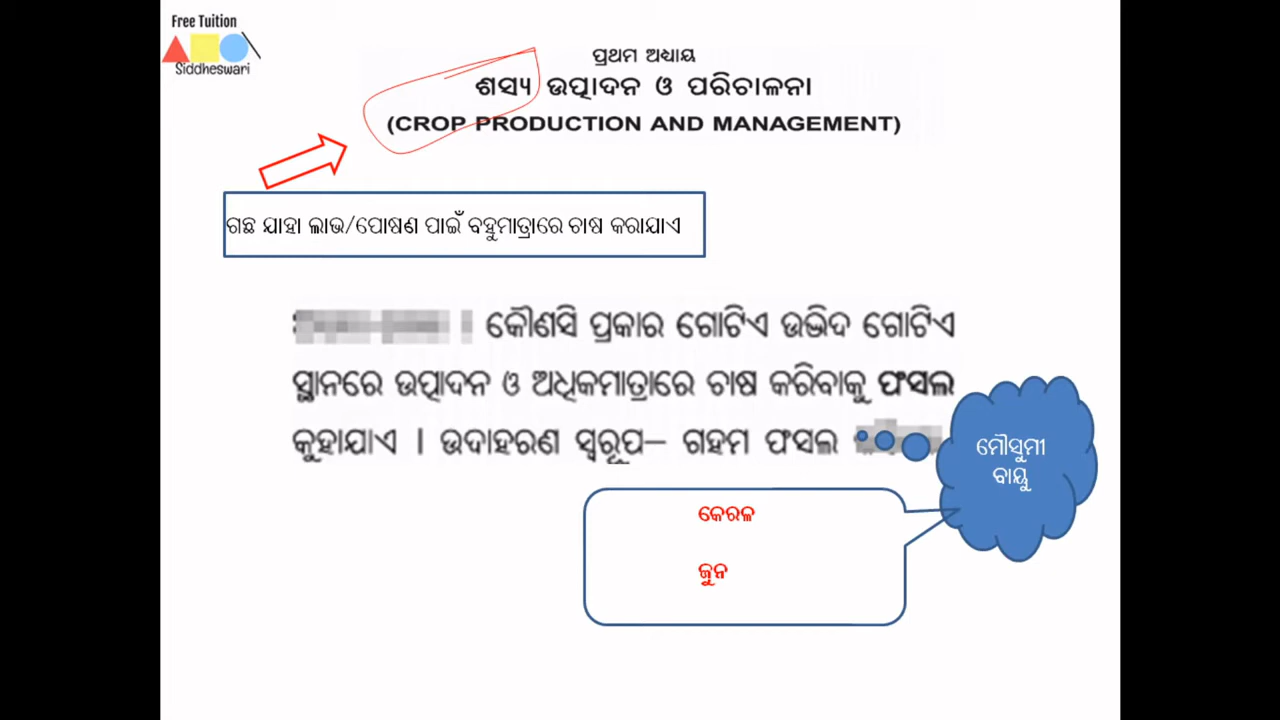 Free Tuition
Siddheswari
ପ୍ରଥମ ଅଧ୍ୟାୟ
ଶସ୍ୟ ଉତ୍ପାଦନ ଓ ପରିଚାଳନା
(CROP PRODUCTION AND MANAGEMENT)
ଗଛ ଯାହା ଲାଭ/ପୋଷଣ ପାଇଁ ବହୁମାତ୍ରାରେ ଚାଷ କରାଯାଏ
କୌଣସି ପ୍ରକାର ଗୋଟିଏ ଉଦ୍ଭିଦ ଗୋଟିଏ
ସ୍ଥାନରେ ଉତ୍ପାଦନ ଓ ଅଧିକମାତ୍ରାରେ ଚାଷ କରିବାକୁ ଫସଲ
କୁହାଯାଏ । ଉଦାହରଣ ସ୍ୱରୂପ– ଗହମ ଫସଲ
ମୌସୁମୀ
ବାୟୁ
କେରଳ
ଜୁନ